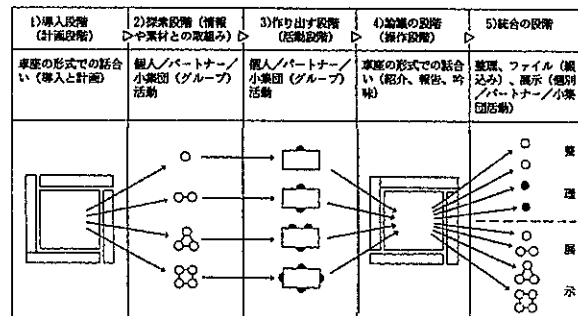 1)導入段階
(計画段階)
2)探索段階(情報
や素材との取組み)
3)作り出す段階
(活動段階)
4)論議の段階
(操作段階)
5)統合の段階
車座の形式での話合
い(導入と計画)
個人/パートナー/
小集団(グループ)
活動
個人/パートナー/
小集団(グループ)
活動
車座の形式での話合
い(紹介、報告、吟
味)
整理、ファイル(綴
込み)、展示(個別
/パートナー/小集
団活動)
整
理
展
示